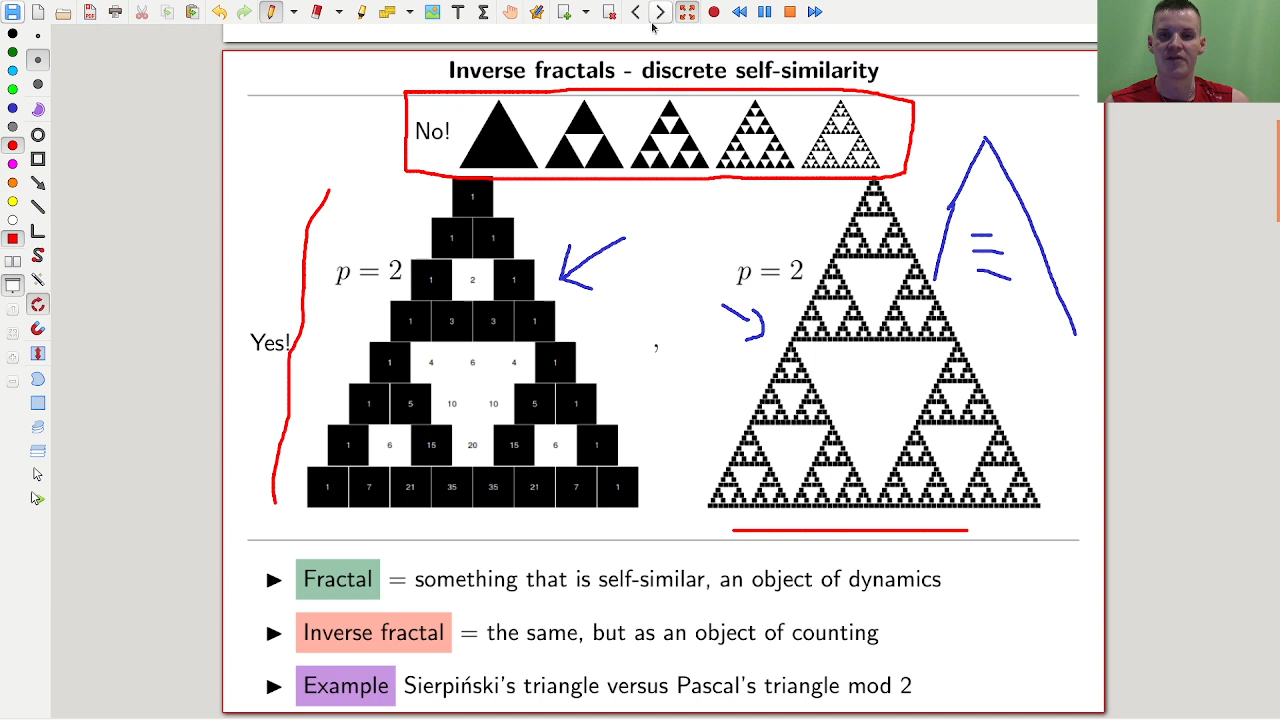 Inverse fractals - discrete self-similarity
No!
1
1 1
p = 2 1 2 1 p = 2
1 3 3 1
Yes! 1 4 6 4 1 ,
1 5 10 10 5 1
1 6 15 20 15 6 1
1 7 21 35 35 21 7 1
▶ Fractal = something that is self-similar, an object of dynamics
▶ Inverse fractal = the same, but as an object of counting
▶ Example Sierpiński's triangle versus Pascal's triangle mod 2